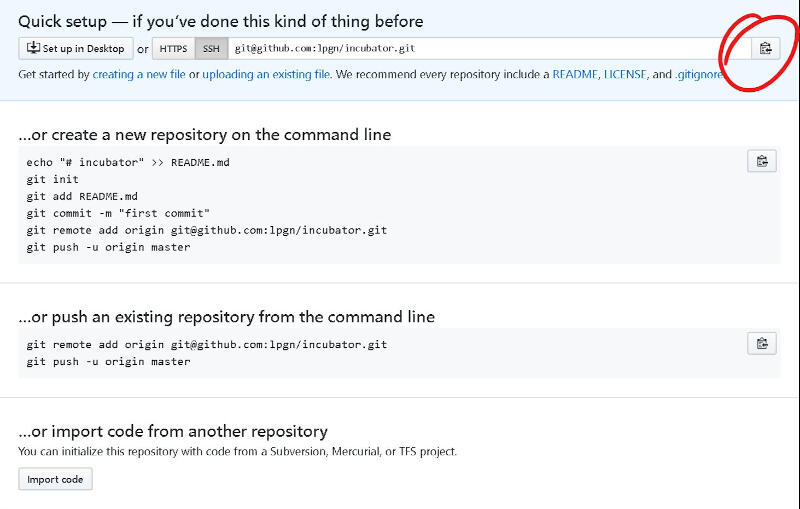 Quick setup — if you've done this kind of thing before
Set up in Desktop or HTTPS SSH git@github.com:lpgn/incubator.git
Get started by creating a new file or uploading an existing file. We recommend every repository include a README, LICENSE, and .gitignore
...or create a new repository on the command line
echo "# incubator" >> README.md
git init
git add README.md
git commit -m "first commit"
git remote add origin git@github.com:lpgn/incubator.git
git push -u origin master
...or push an existing repository from the command line
git remote add origin git@github.com:lpgn/incubator.git
git push -u origin master
...or import code from another repository
You can initialize this repository with code from a Subversion, Mercurial, or TFS project.
Import code